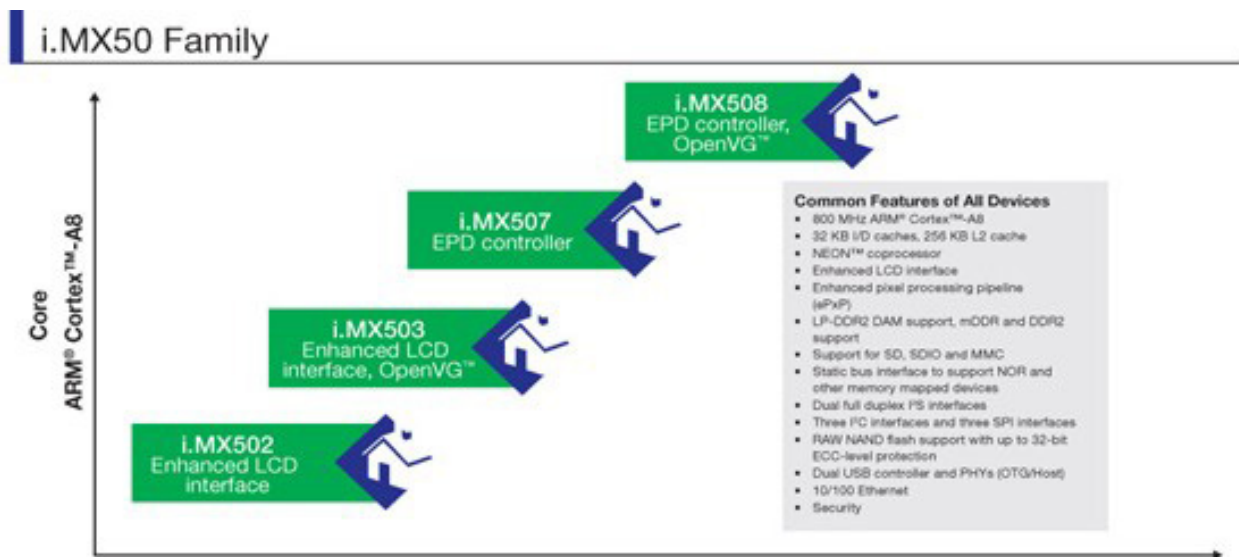 i.MX50 Family
i.MX508
EPD controller,
OpenVG™
i.MX507
EPD controller
i.MX503
Enhanced LCD
interface, OpenVG™
i.MX502
Enhanced LCD
interface
Core
ARM® Cortex™-A8
Common Features of All Devices
▪ 800 MHz ARM® Cortex™-A8
▪ 32 KB I/D caches, 256 KB L2 cache
▪ NEON™ coprocessor
▪ Enhanced LCD interface
▪ Enhanced pixel processing pipeline
(ePxP)
▪ LP-DDR2 DAM support, mDDR and DDR2
support
▪ Support for SD, SDIO and MMC
▪ Static bus interface to support NOR and
other memory mapped devices
▪ Dual full duplex I²S interfaces
▪ Three I²C interfaces and three SPI interfaces
▪ RAW NAND flash support with up to 32-bit
ECC-level protection
▪ Dual USB controller and PHYs (OTG/Host)
▪ 10/100 Ethernet
▪ Security